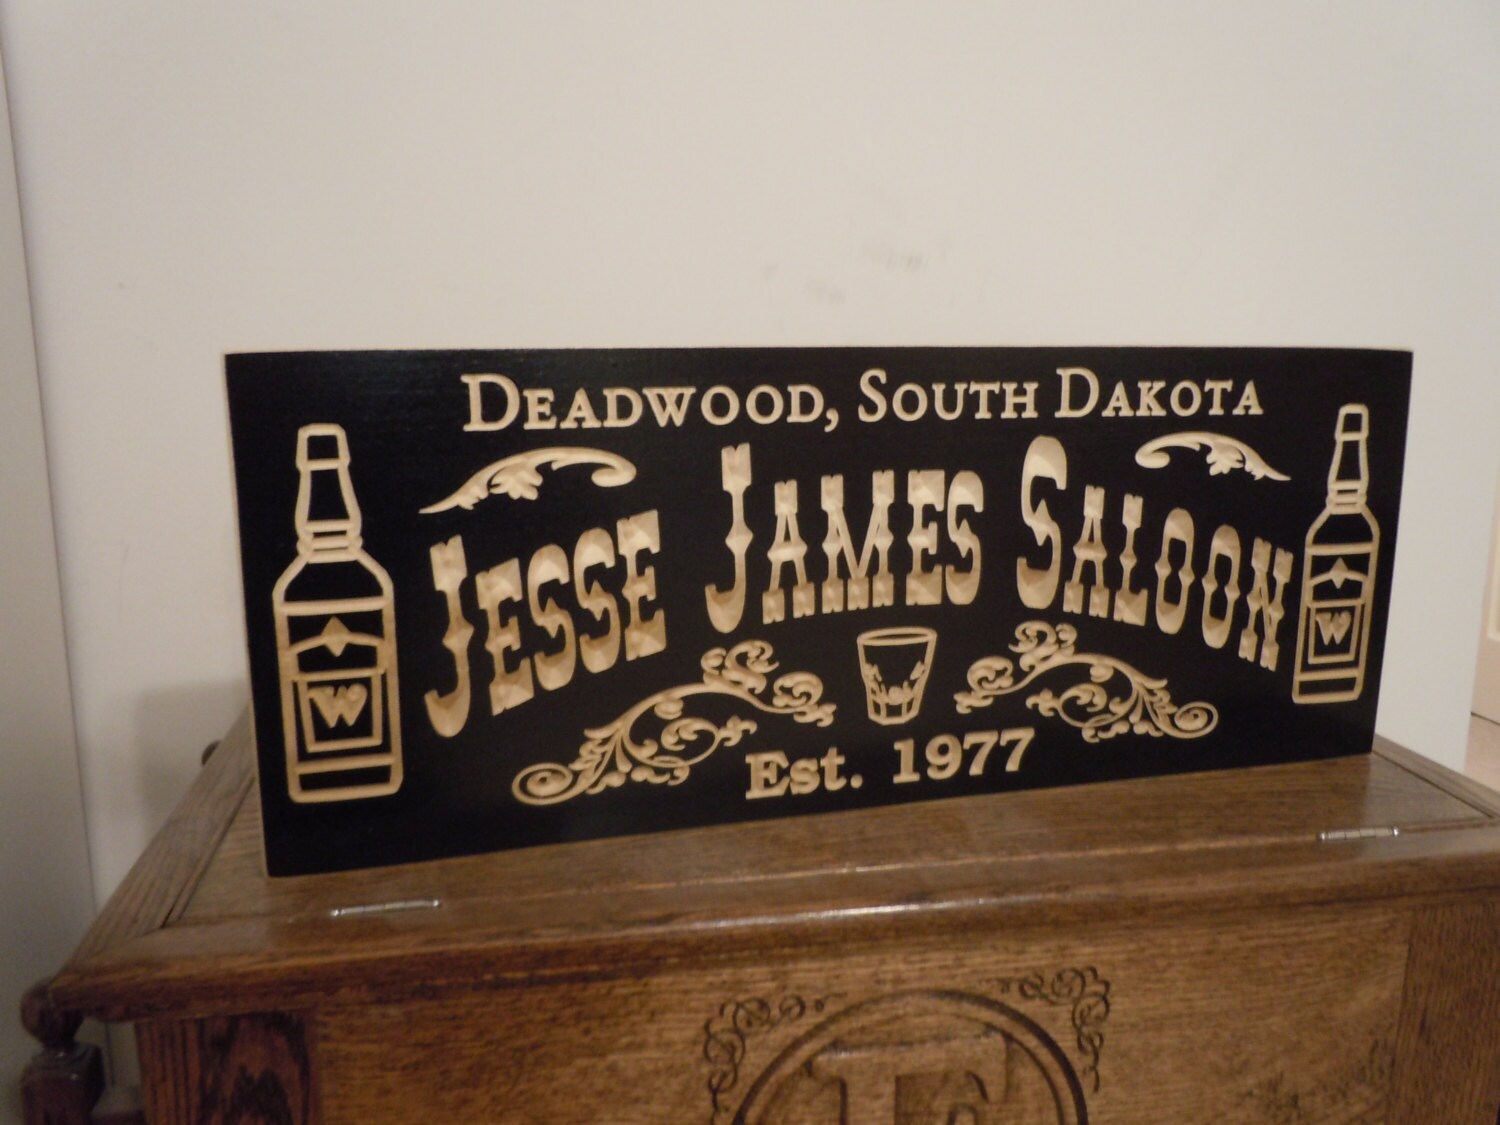 Deadwood, South Dakota
Jesse James Saloon
W
W
Est. 1977